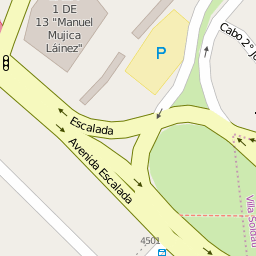 1 DE
13 "Manuel
Mujica
Láinez"
P
Cabo 2°
Escalada
Avenida Escalada
Villa Soldati
4501